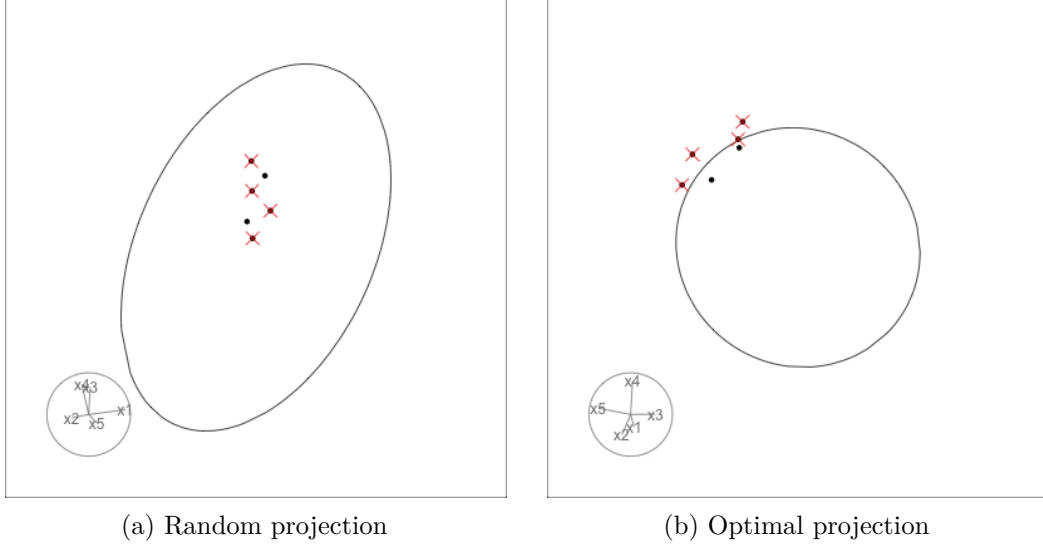 x4
x3
x1
x2
x5
x4
x5
x3
x1
x2
(a) Random projection
(b) Optimal projection